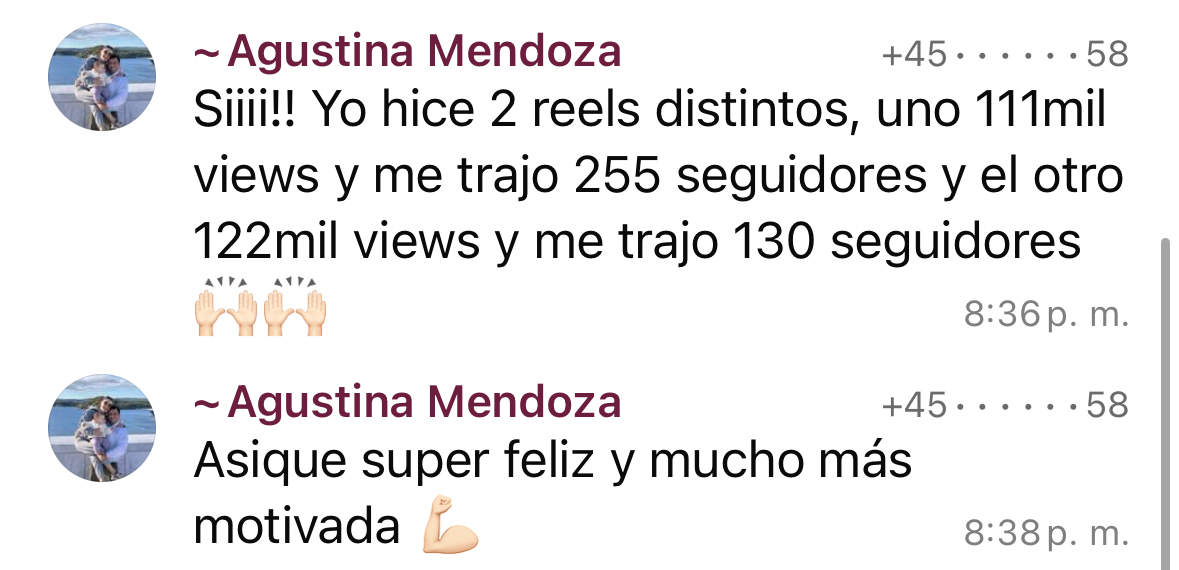 ~Agustina Mendoza +45······58
Siiii!! Yo hice 2 reels distintos, uno 111mil
views y me trajo 255 seguidores y el otro
122mil views y me trajo 130 seguidores
🙌🏻🙌🏻 8:36 p. m.
~Agustina Mendoza +45······58
Asique super feliz y mucho más
motivada 💪🏻 8:38 p. m.